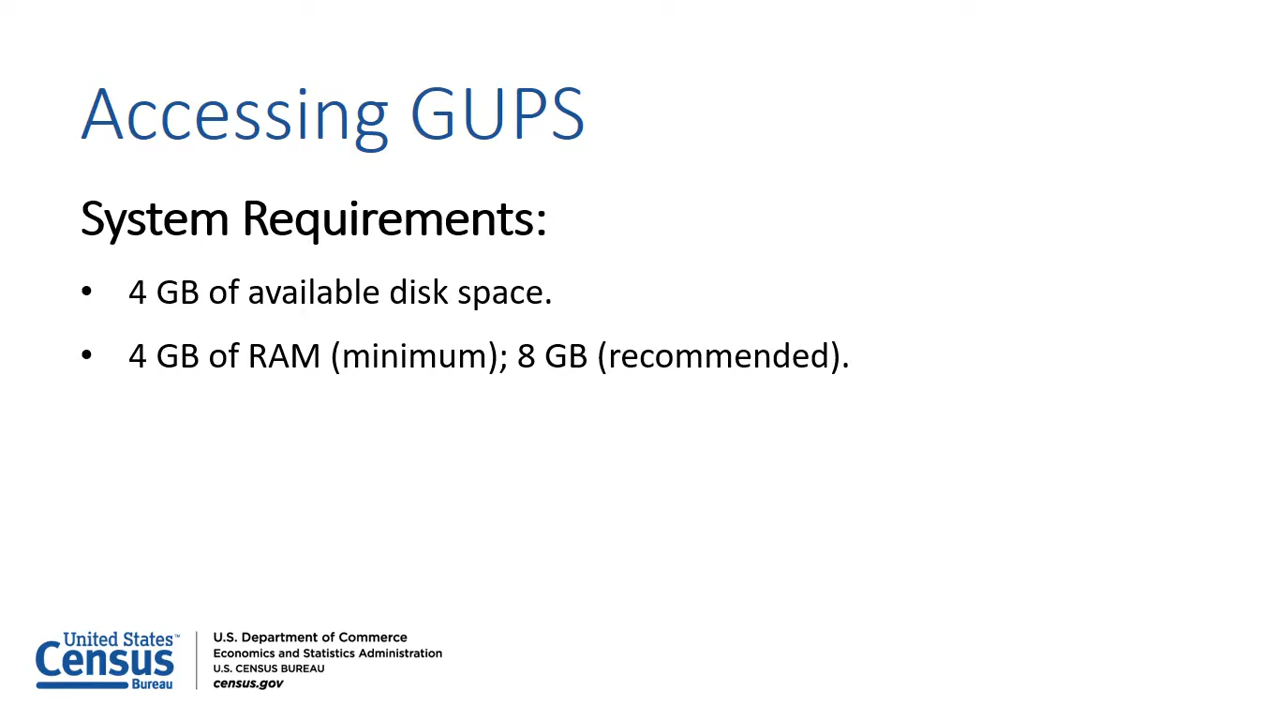 Accessing GUPS
System Requirements:
• 4 GB of available disk space.
• 4 GB of RAM (minimum); 8 GB (recommended).
United States™
Census
Bureau
U.S. Department of Commerce
Economics and Statistics Administration
U.S. CENSUS BUREAU
census.gov